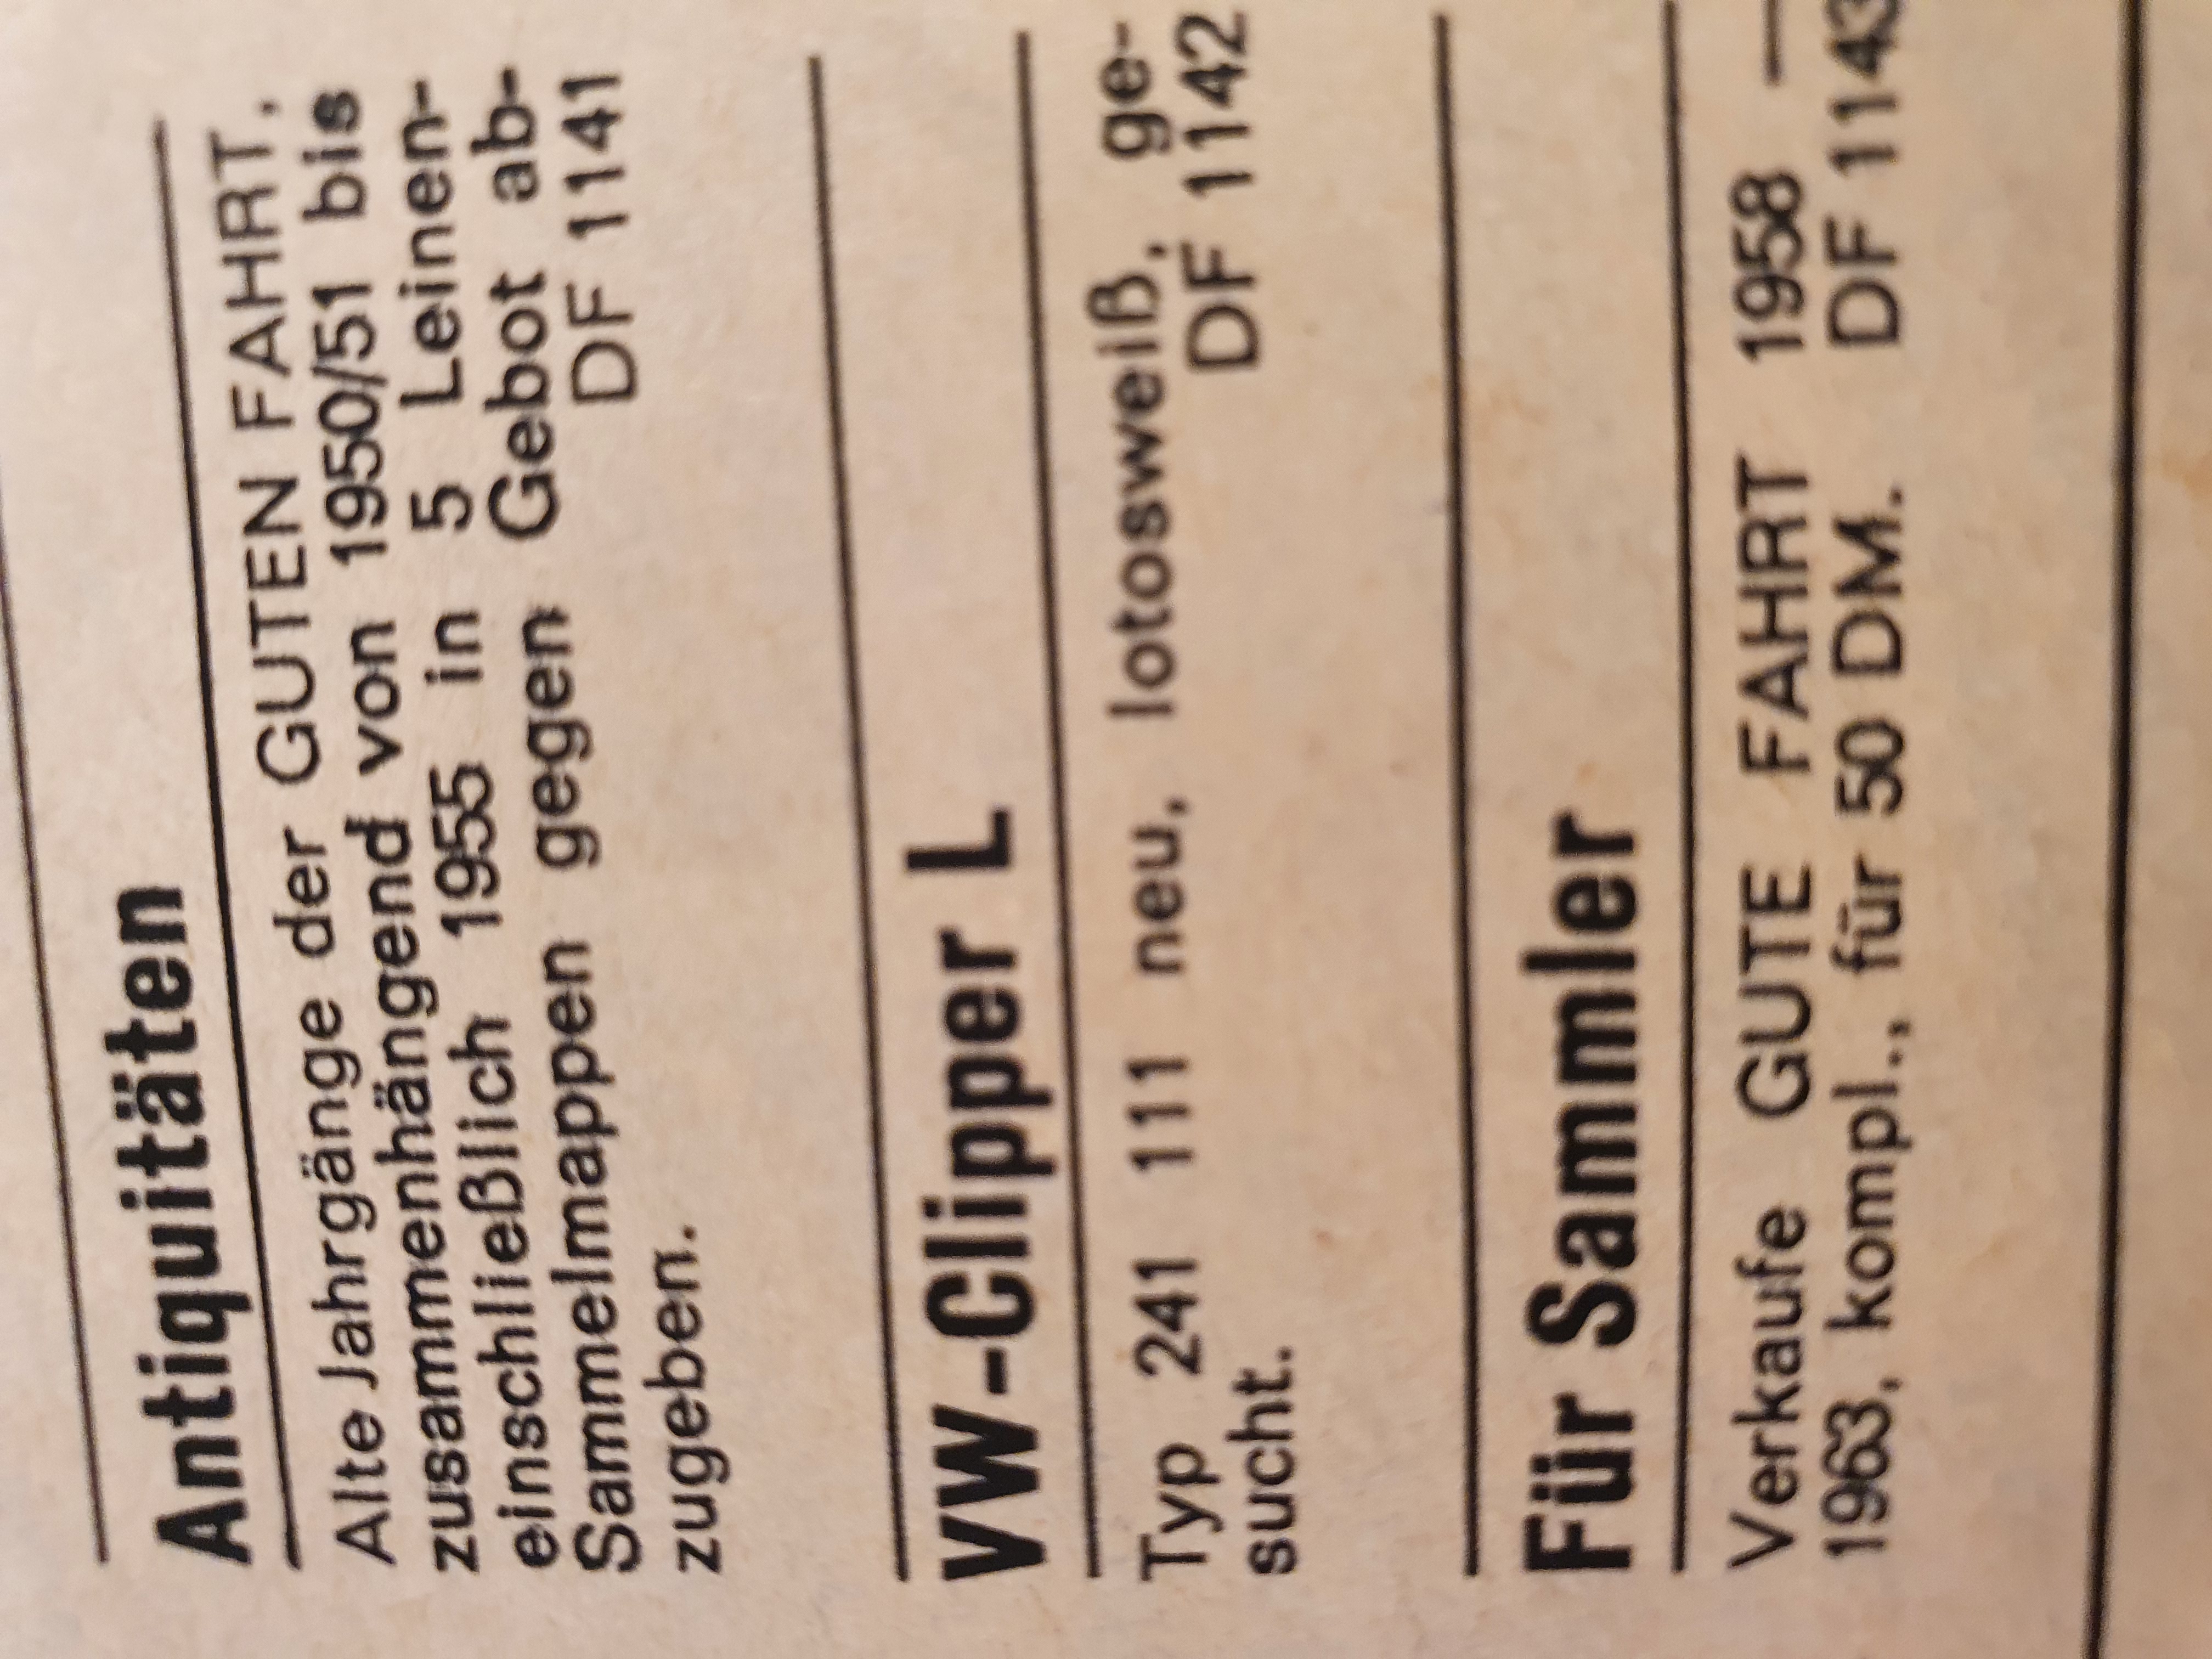 Antiquitäten
Alte Jahrgänge der GUTEN FAHRT,
zusammenhängend von 1950/51 bis
einschließlich 1955 in 5 Leinen-
Sammelmappen gegen Gebot ab-
zugeben. DF 1141
VW-Clipper L
Typ 241 111 neu, lotosweiß, ge-
sucht. DF 1142
Für Sammler
Verkaufe GUTE FAHRT 1958 —
1963, kompl., für 50 DM. DF 1143